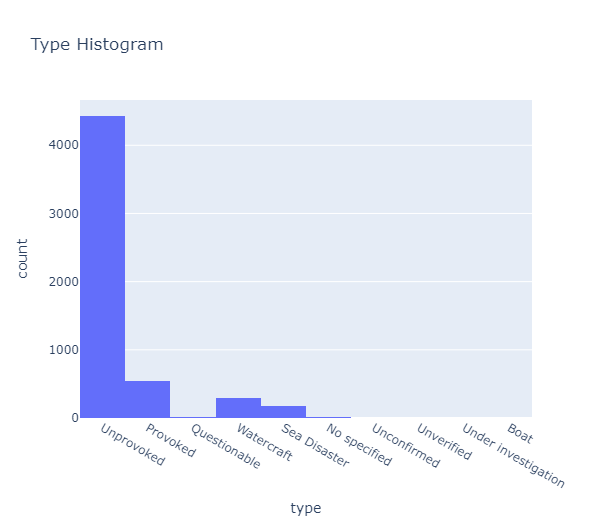 Type Histogram
4000
3000
2000
1000
0
count
Unprovoked
Provoked
Questionable
Watercraft
Sea Disaster
No specified
Unconfirmed
Unverified
Under investigation
Boat
type